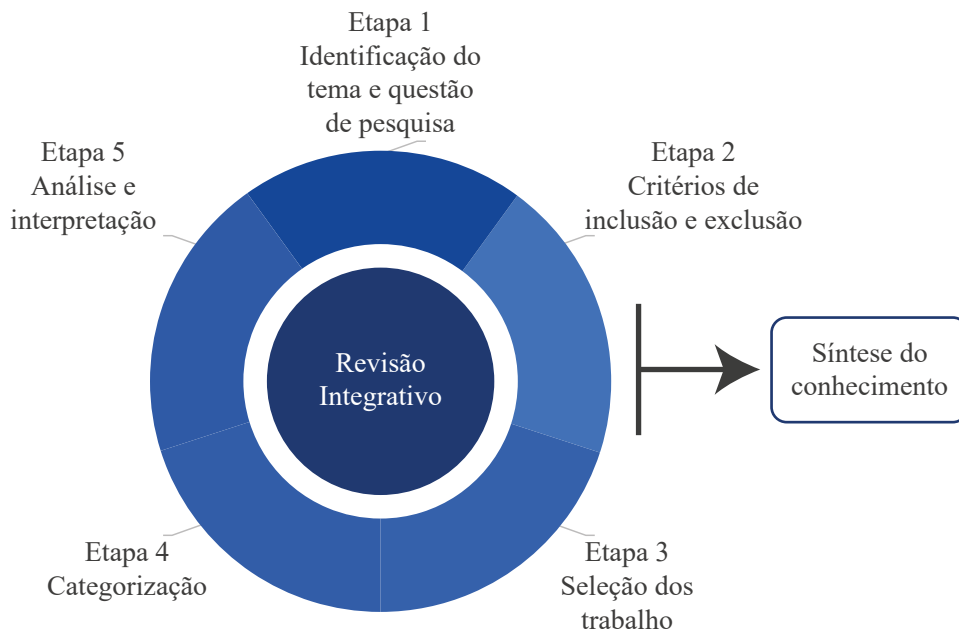 Etapa 1
Identificação do
tema e questão
de pesquisa
Etapa 2
Critérios de
inclusão e exclusão
Etapa 3
Seleção dos
trabalho
Etapa 4
Categorização
Etapa 5
Análise e
interpretação
Revisão
Integrativo
Síntese do
conhecimento